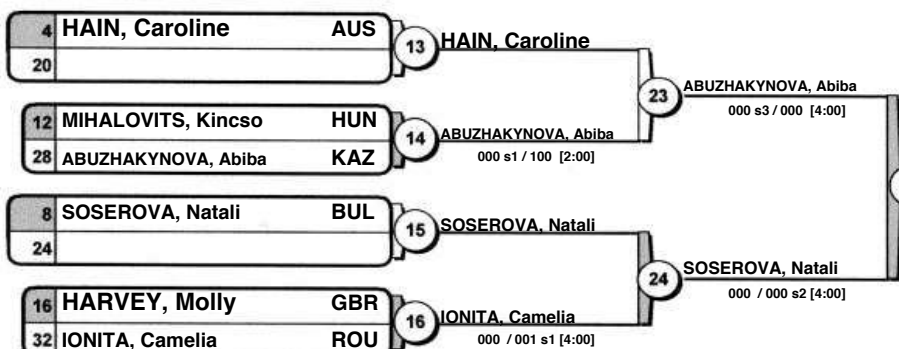 4 HAIN, Caroline AUS
20
13 HAIN, Caroline
12 MIHALOVITS, Kincso HUN
28 ABUZHAKYNOVA, Abiba KAZ
14 ABUZHAKYNOVA, Abiba
000 s1 / 100 [2:00]
23 ABUZHAKYNOVA, Abiba
000 s3 / 000 [4:00]
8 SOSEROVA, Natali BUL
24
15 SOSEROVA, Natali
16 HARVEY, Molly GBR
32 IONITA, Camelia ROU
16 IONITA, Camelia
000 / 001 s1 [4:00]
24 SOSEROVA, Natali
000 / 000 s2 [4:00]